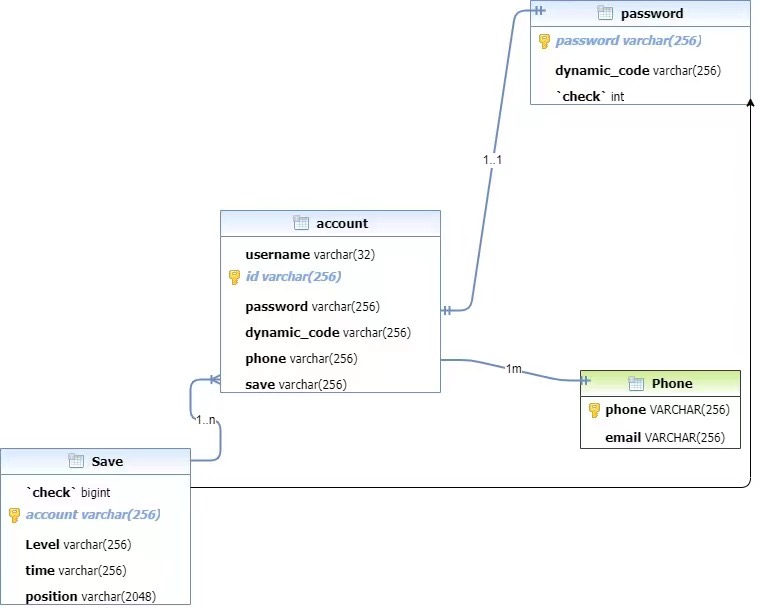 password
password varchar(256)
dynamic_code varchar(256)
`check` int
1..1
account
username varchar(32)
id varchar(256)
password varchar(256)
dynamic_code varchar(256)
phone varchar(256)
save varchar(256)
1m
Phone
phone VARCHAR(256)
email VARCHAR(256)
1..n
Save
`check` bigint
account varchar(256)
Level varchar(256)
time varchar(256)
position varchar(2048)